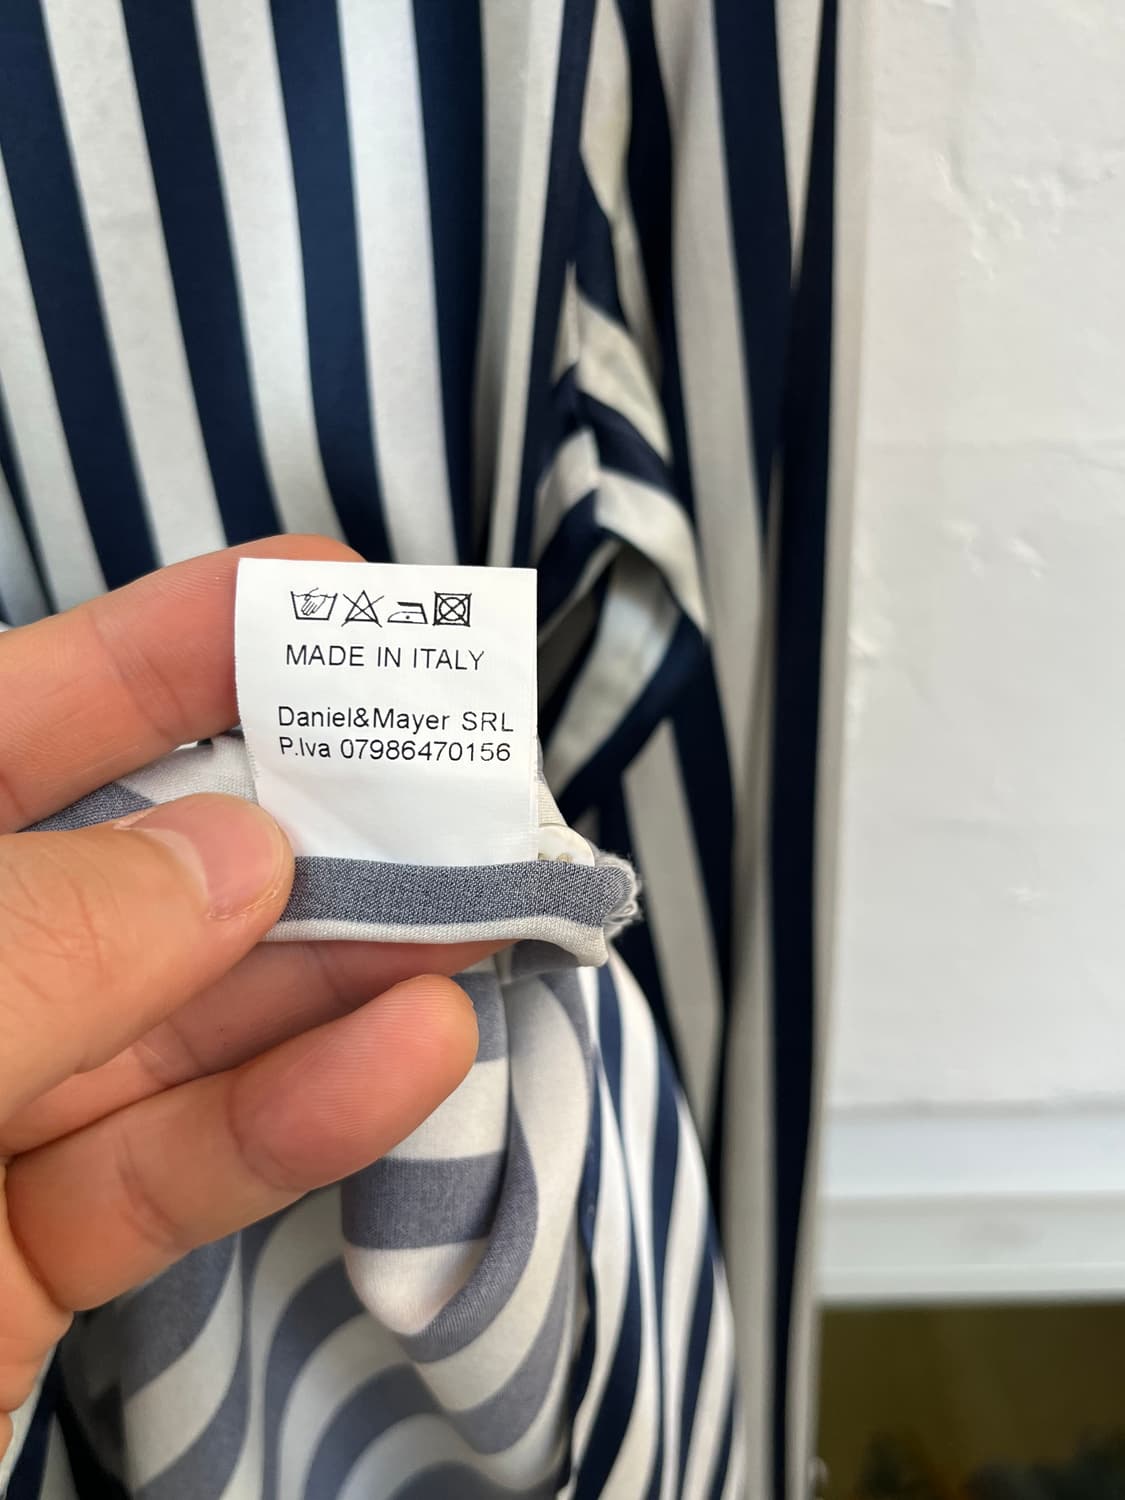 MADE IN ITALY
Daniel&Mayer SRL
P.Iva 07986470156